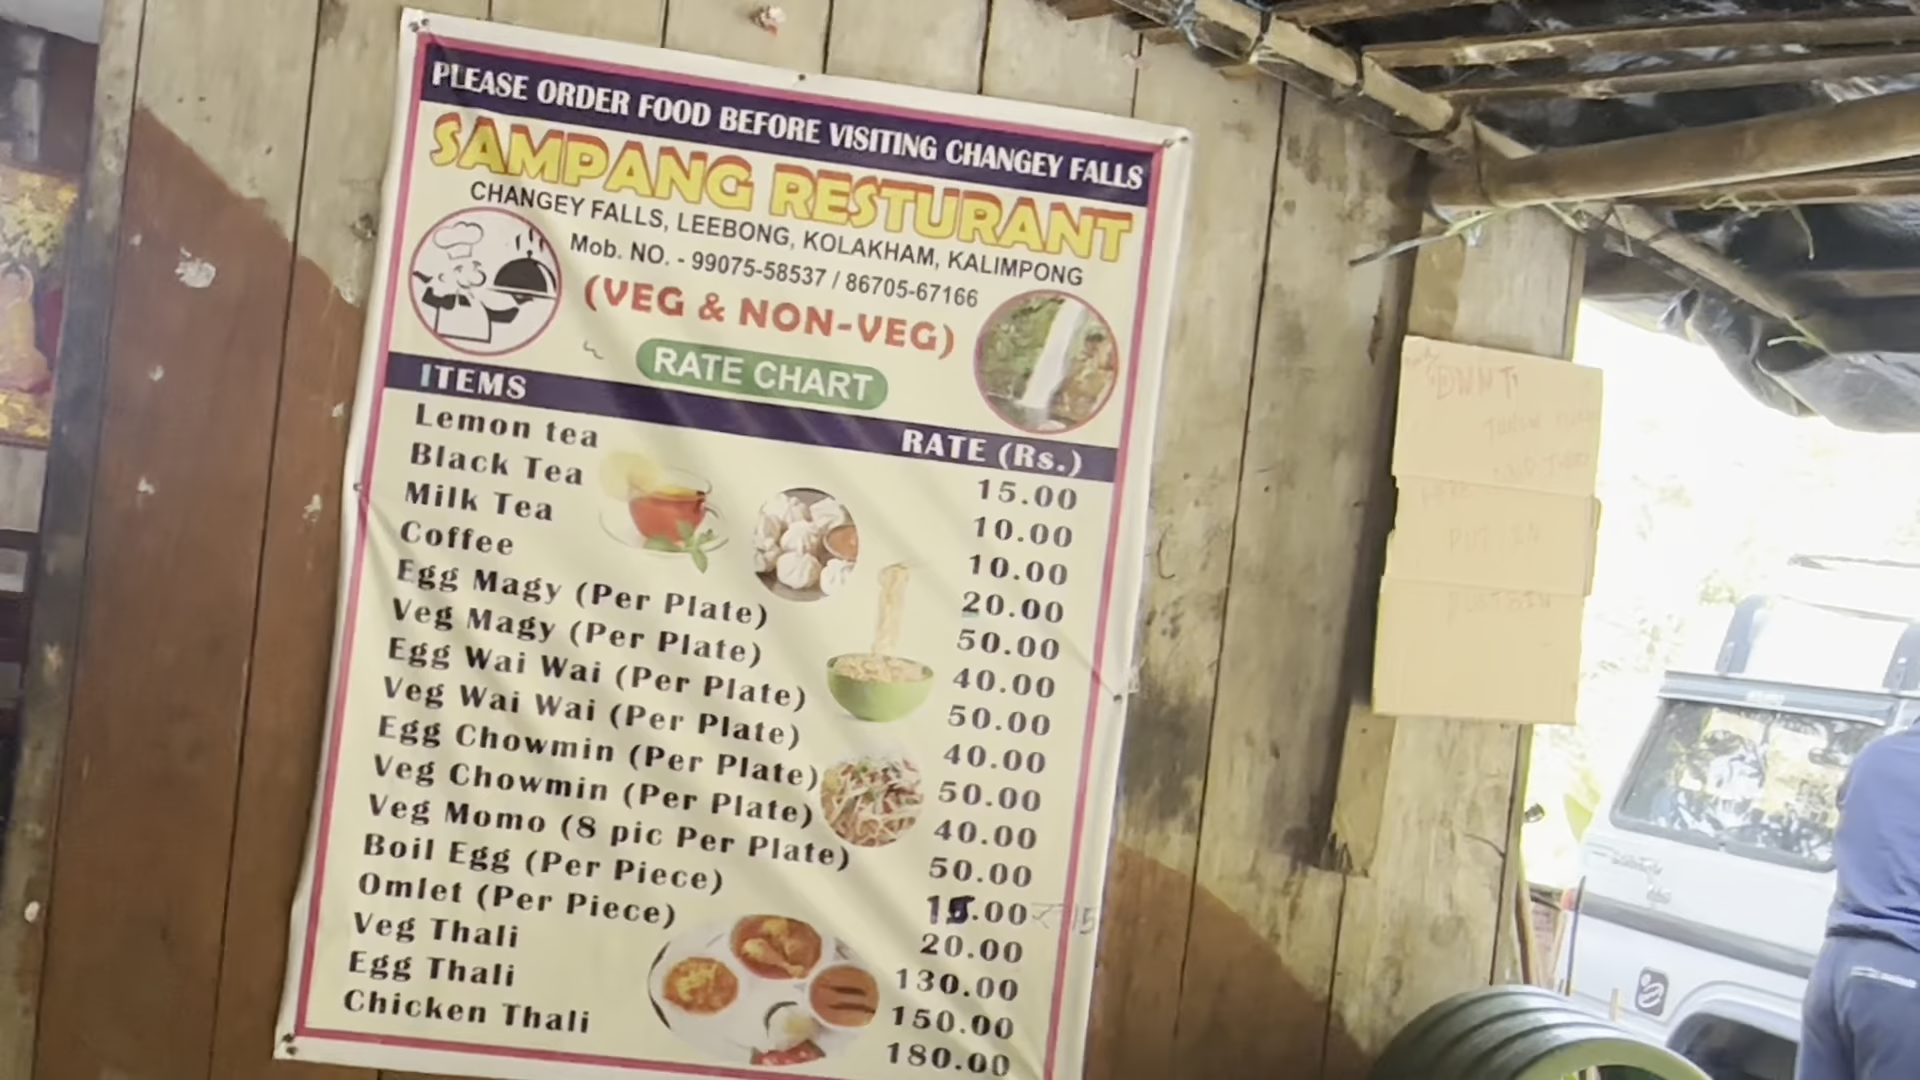 PLEASE ORDER FOOD BEFORE VISITING CHANGEY FALLS
SAMPANG RESTURANT
CHANGEY FALLS, LEEBONG, KOLAKHAM, KALIMPONG
Mob. NO. - 99075-58537 / 86705-67166
(VEG & NON-VEG)
RATE CHART
ITEMS RATE (Rs.)
Lemon tea 15.00
Black Tea 10.00
Milk Tea 10.00
Coffee 20.00
Egg Magy (Per Plate) 50.00
Veg Magy (Per Plate) 40.00
Egg Wai Wai (Per Plate) 50.00
Veg Wai Wai (Per Plate) 40.00
Egg Chowmin (Per Plate) 50.00
Veg Chowmin (Per Plate) 40.00
Veg Momo (8 pic Per Plate) 50.00
Boil Egg (Per Piece) 15.00 15
Omlet (Per Piece) 20.00
Veg Thali 130.00
Egg Thali 150.00
Chicken Thali 180.00
PUT IN